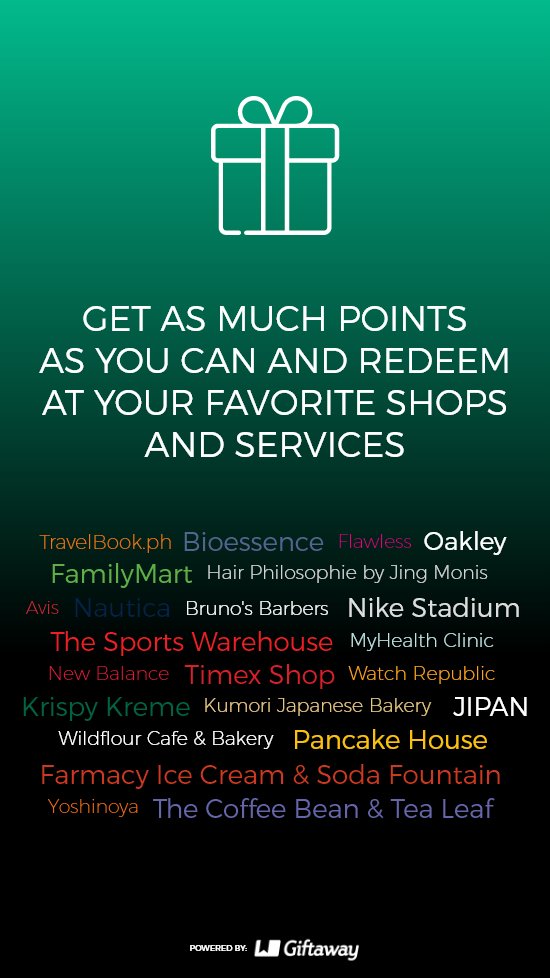 GET AS MUCH POINTS
AS YOU CAN AND REDEEM
AT YOUR FAVORITE SHOPS
AND SERVICES
TravelBook.ph Bioessence Flawless Oakley
FamilyMart Hair Philosophie by Jing Monis
Avis Nautica Bruno's Barbers Nike Stadium
The Sports Warehouse MyHealth Clinic
New Balance Timex Shop Watch Republic
Krispy Kreme Kumori Japanese Bakery JIPAN
Wildflour Cafe & Bakery Pancake House
Farmacy Ice Cream & Soda Fountain
Yoshinoya The Coffee Bean & Tea Leaf
POWERED BY: Giftaway